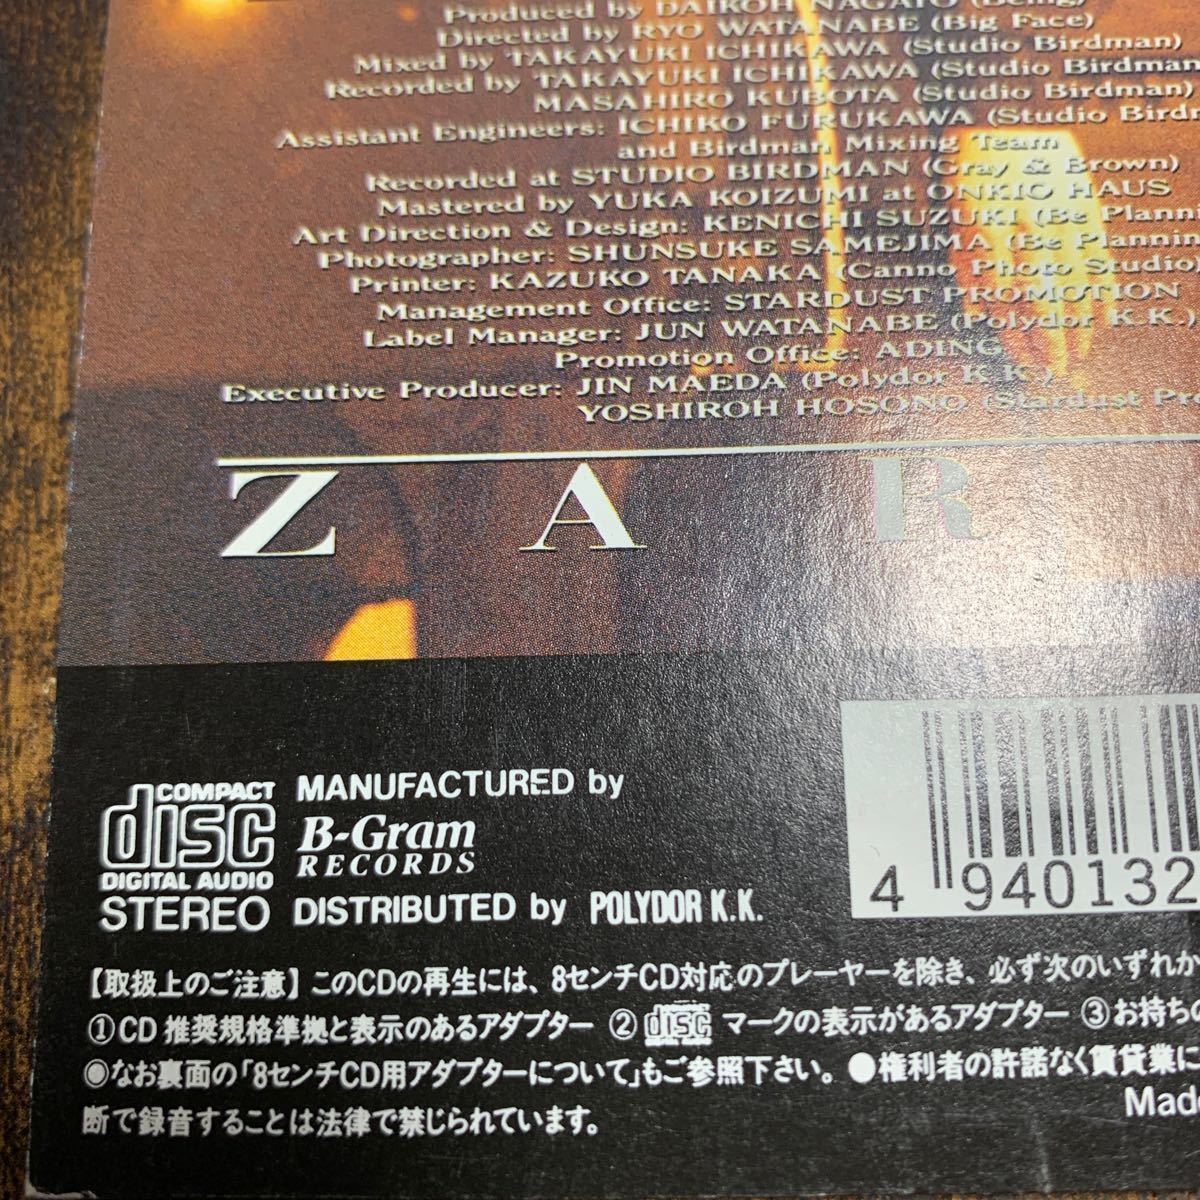 Produced by DAIKOH NAGATO (Being)
Directed by RYO WATANABE (Big Face)
Mixed by TAKAYUKI ICHIKAWA (Studio Birdman)
Recorded by TAKAYUKI ICHIKAWA (Studio Birdman
MASAHIRO KUBOTA (Studio Birdman)
Assistant Engineers: ICHIKO FURUKAWA (Studio Birdm
and Birdman Mixing Team
Recorded at STUDIO BIRDMAN (Gray & Brown)
Mastered by YUKA KOIZUMI at ONKIO HAUS
Art Direction & Design: KENICHI SUZUKI (Be Plannin
Photographer: SHUNSUKE SAMEJIMA (Be Plannin
Printer: KAZUKO TANAKA (Canno Photo Studio)
Management Office: STARDUST PROMOTION
Label Manager: JUN WATANABE (Polydor K.K.)
Promotion Office: ADING
Executive Producer: JIN MAEDA (Polydor K.K.)
YOSHIROH HOSONO (Stardust Pro
Z A R
COMPACT disc DIGITAL AUDIO STEREO
MANUFACTURED by
B-Gram
RECORDS
DISTRIBUTED by POLYDOR K.K.
4 940132
【取扱上のご注意】このCDの再生には、8センチCD対応のプレーヤーを除き、必ず次のいずれか
①CD推奨規格準拠と表示のあるアダプター ②disc マークの表示があるアダプター ③お持ちの
◎なお裏面の「8センチCD用アダプターについて」もご参照下さい。●権利者の許諾なく賃貸業に
断で録音することは法律で禁じられています。
Made